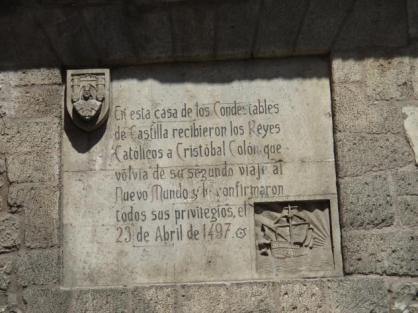 En esta casa de los Condestables
de Castilla recibieron los Reyes
Católicos a Cristóbal Colón que
volvia de su segundo viaje al
Nuevo Mundo y le confirmaron
todos sus privilegios, el
23 de Abril de 1497.